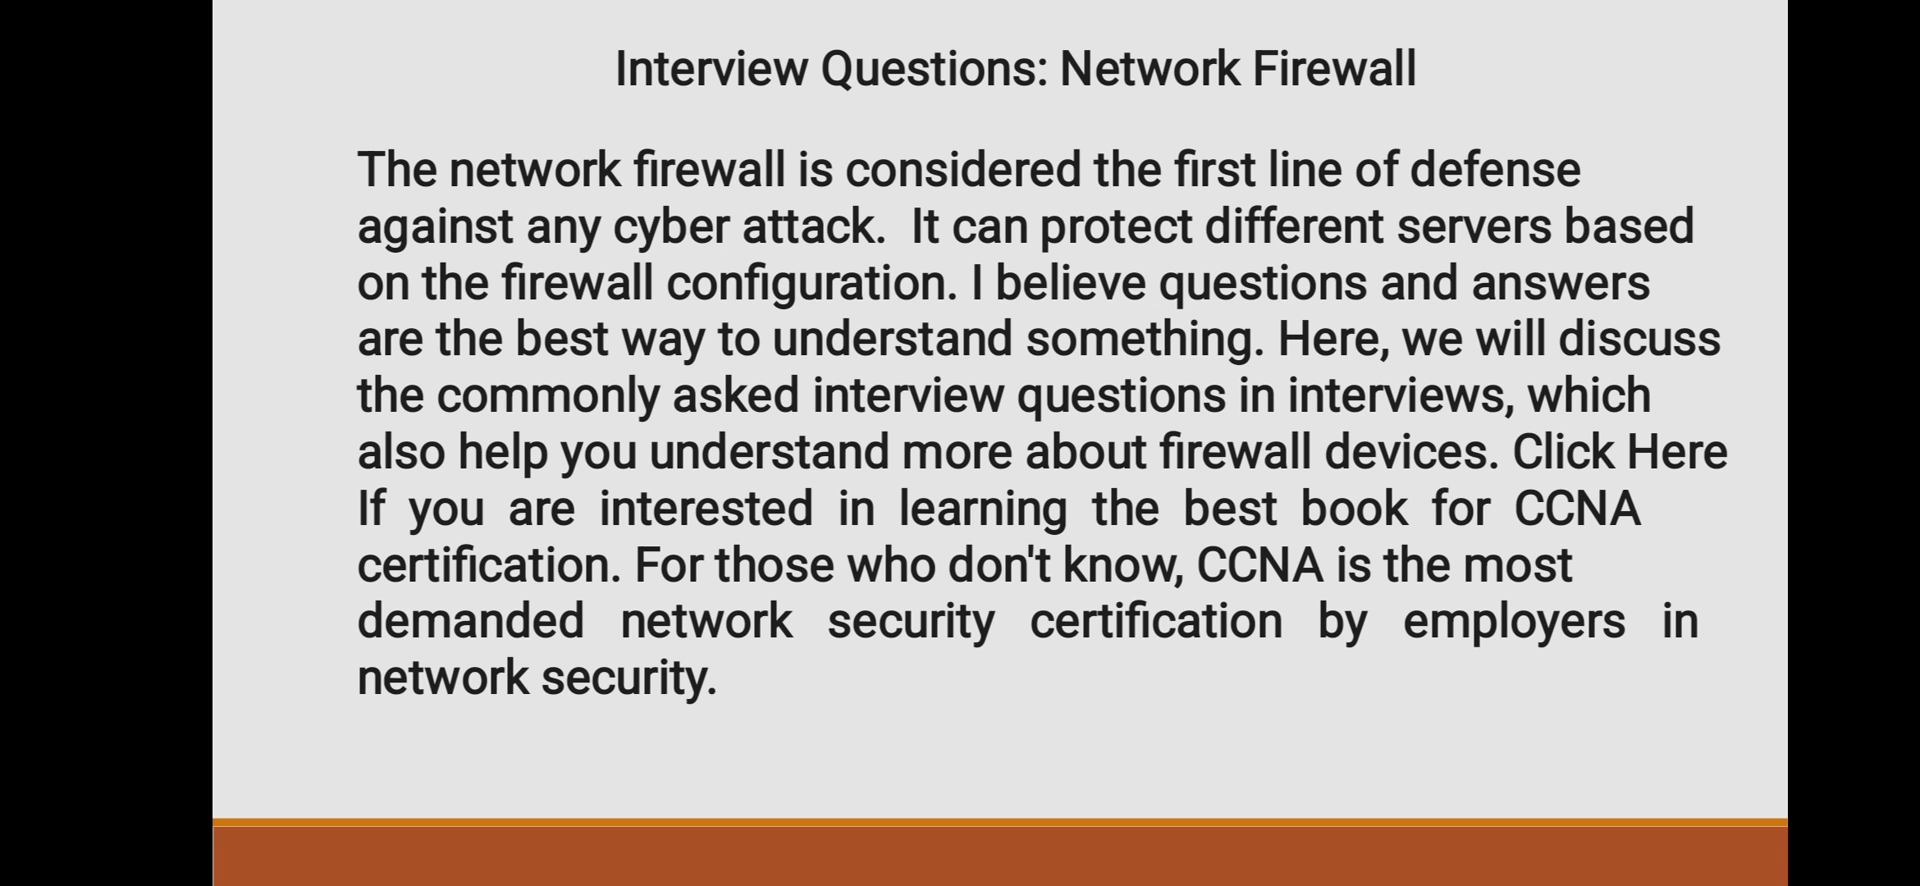 Interview Questions: Network Firewall
The network firewall is considered the first line of defense
against any cyber attack.  It can protect different servers based
on the firewall configuration. I believe questions and answers
are the best way to understand something. Here, we will discuss
the commonly asked interview questions in interviews, which
also help you understand more about firewall devices. Click Here
If you are interested in learning the best book for CCNA
certification. For those who don't know, CCNA is the most
demanded network security certification by employers in
network security.